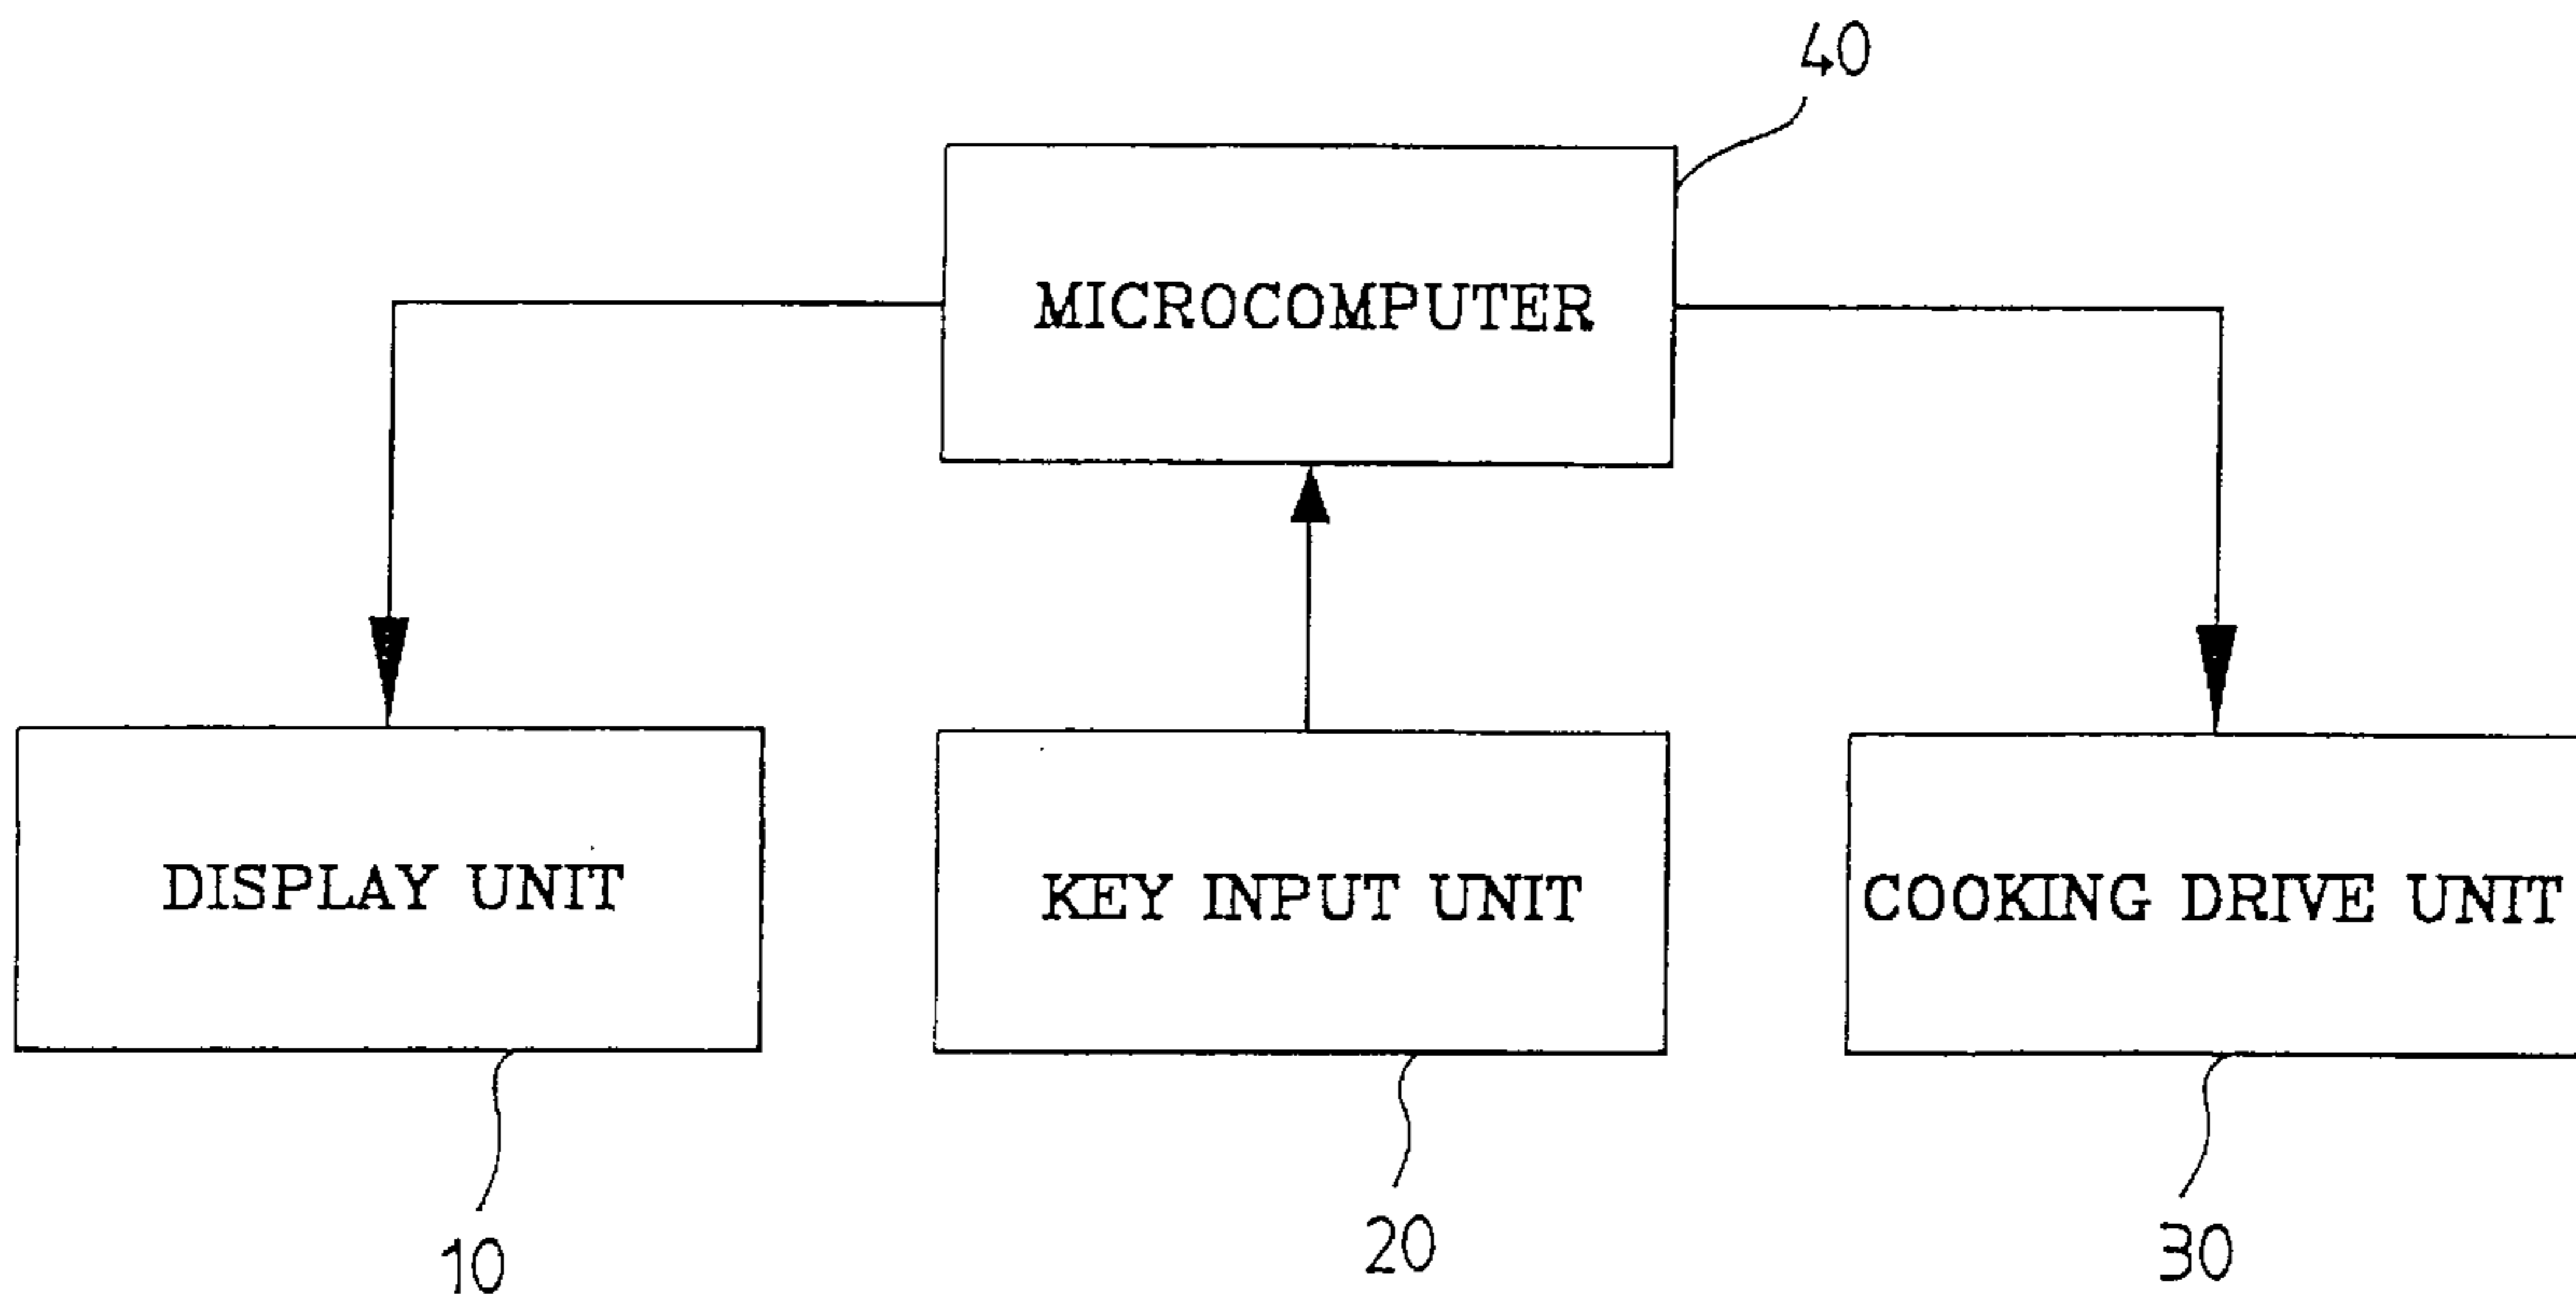 40
MICROCOMPUTER
DISPLAY UNIT
KEY INPUT UNIT
COOKING DRIVE UNIT
10
20
30